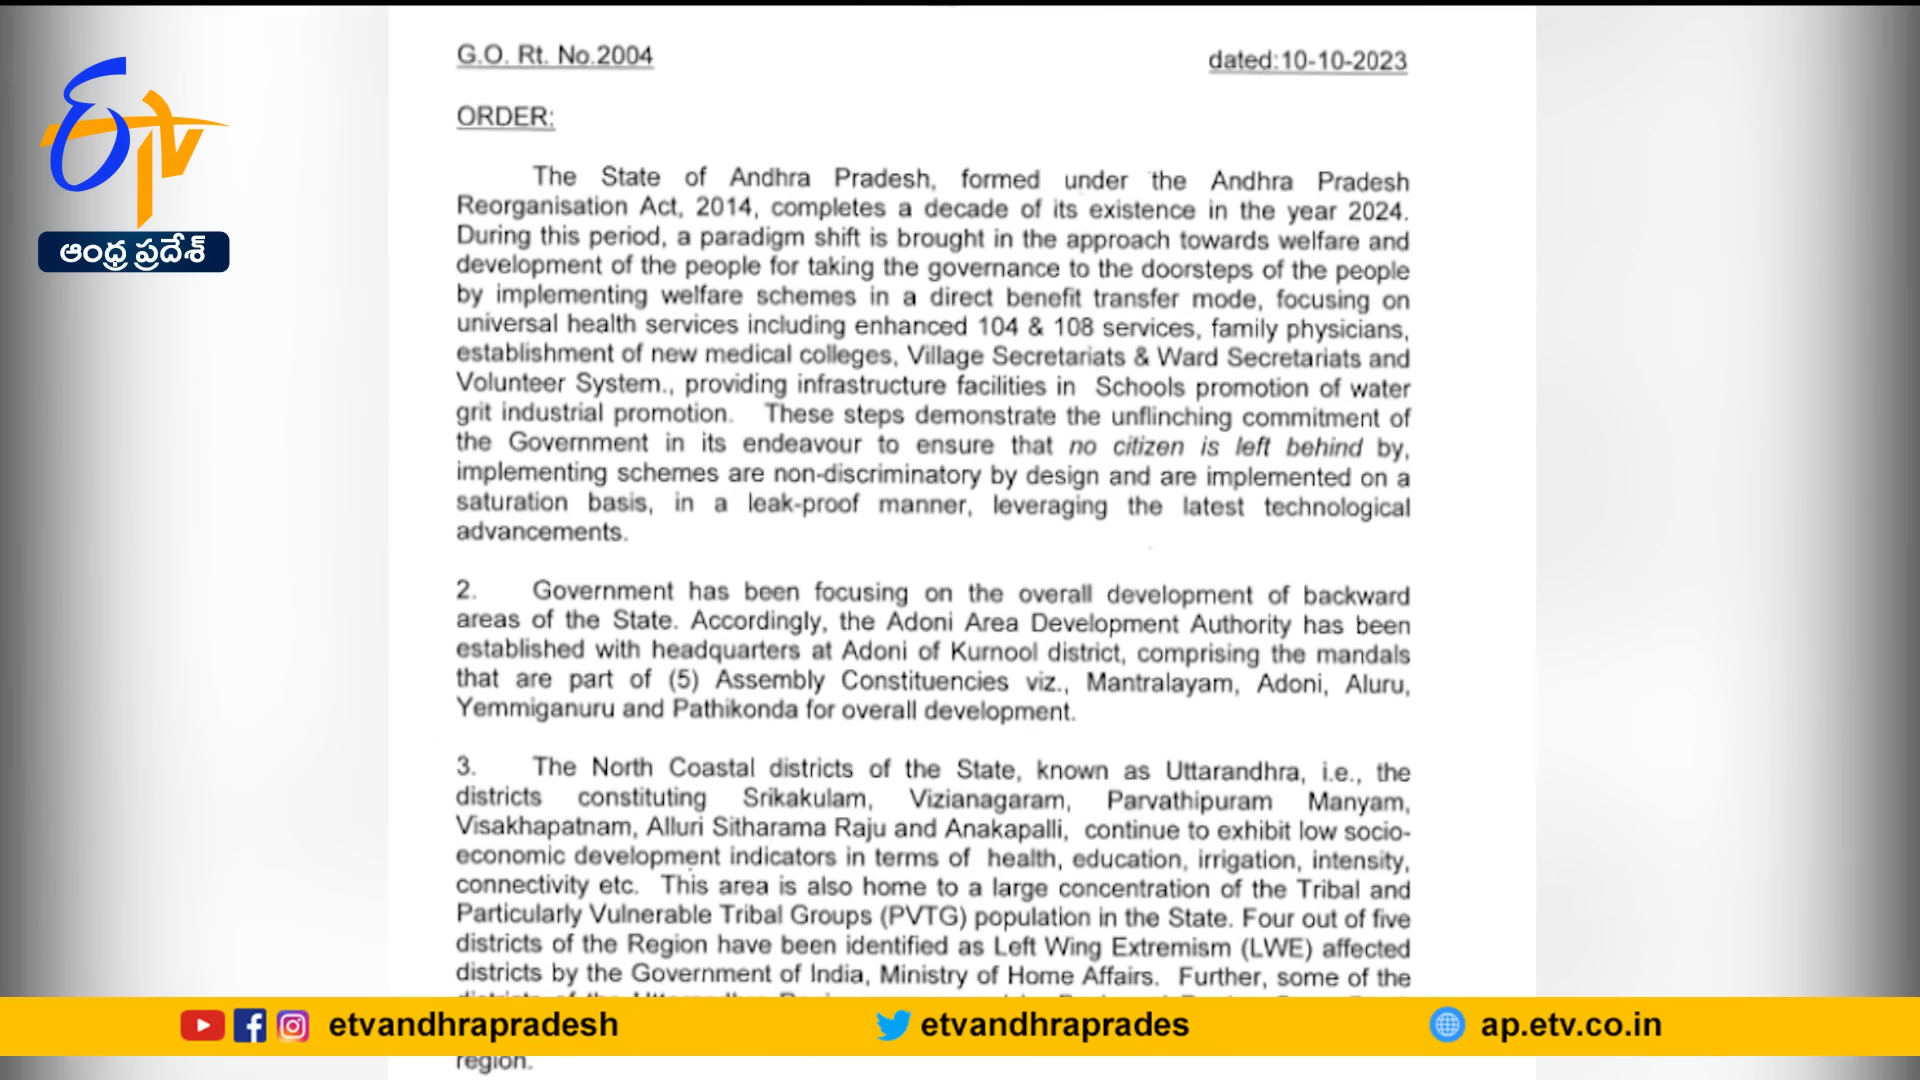 G.O. Rt. No.2004 dated:10-10-2023
ORDER:
The State of Andhra Pradesh, formed under the Andhra Pradesh
Reorganisation Act, 2014, completes a decade of its existence in the year 2024.
During this period, a paradigm shift is brought in the approach towards welfare and
development of the people for taking the governance to the doorsteps of the people
by implementing welfare schemes in a direct benefit transfer mode, focusing on
universal health services including enhanced 104 & 108 services, family physicians,
establishment of new medical colleges, Village Secretariats & Ward Secretariats and
Volunteer System., providing infrastructure facilities in Schools promotion of water
grit industrial promotion. These steps demonstrate the unflinching commitment of
the Government in its endeavour to ensure that no citizen is left behind by,
implementing schemes are non-discriminatory by design and are implemented on a
saturation basis, in a leak-proof manner, leveraging the latest technological
advancements.
2. Government has been focusing on the overall development of backward
areas of the State. Accordingly, the Adoni Area Development Authority has been
established with headquarters at Adoni of Kurnool district, comprising the mandals
that are part of (5) Assembly Constituencies viz., Mantralayam, Adoni, Aluru,
Yemmiganuru and Pathikonda for overall development.
3. The North Coastal districts of the State, known as Uttarandhra, i.e., the
districts constituting Srikakulam, Vizianagaram, Parvathipuram Manyam,
Visakhapatnam, Alluri Sitharama Raju and Anakapalli, continue to exhibit low socio-
economic development indicators in terms of health, education, irrigation, intensity,
connectivity etc. This area is also home to a large concentration of the Tribal and
Particularly Vulnerable Tribal Groups (PVTG) population in the State. Four out of five
districts of the Region have been identified as Left Wing Extremism (LWE) affected
districts by the Government of India, Ministry of Home Affairs. Further, some of the
region.
ETV
ఆంధ్ర ప్రదేశ్
etvandhrapradesh etvandhraprades ap.etv.co.in